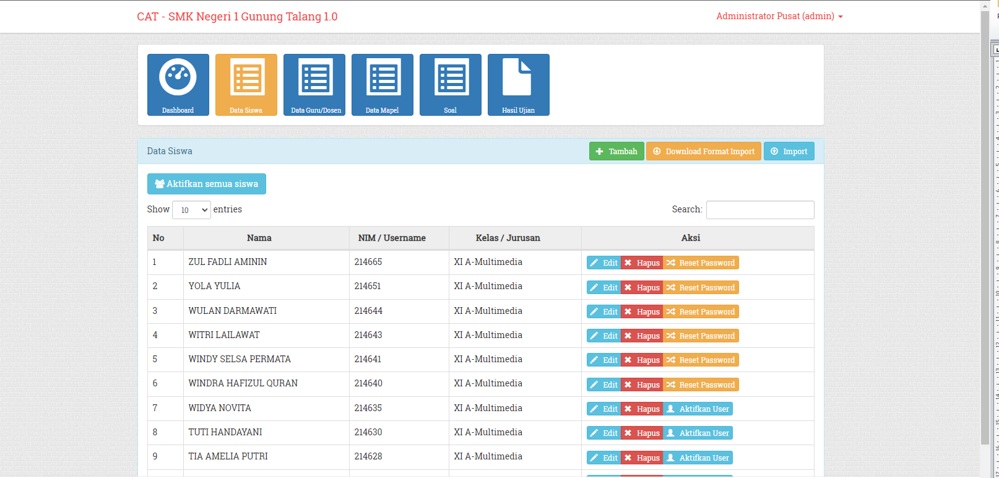 CAT - SMK Negeri 1 Gunung Talang 1.0 Administrator Pusat (admin)
Dashboard Data Siswa Data Guru/Dosen Data Mapel Soal Hasil Ujian
Data Siswa Tambah Download Format Import Import
Aktifkan semua siswa
Show 10 entries Search:
No Nama NIM / Username Kelas / Jurusan Aksi
1 ZUL FADLI AMININ 214665 XI A-Multimedia Edit Hapus Reset Password
2 YOLA YULIA 214651 XI A-Multimedia Edit Hapus Reset Password
3 WULAN DARMAWATI 214644 XI A-Multimedia Edit Hapus Reset Password
4 WITRI LAILAWAT 214643 XI A-Multimedia Edit Hapus Reset Password
5 WINDY SELSA PERMATA 214641 XI A-Multimedia Edit Hapus Reset Password
6 WINDRA HAFIZUL QURAN 214640 XI A-Multimedia Edit Hapus Reset Password
7 WIDYA NOVITA 214635 XI A-Multimedia Edit Hapus Aktifkan User
8 TUTI HANDAYANI 214630 XI A-Multimedia Edit Hapus Aktifkan User
9 TIA AMELIA PUTRI 214628 XI A-Multimedia Edit Hapus Aktifkan User